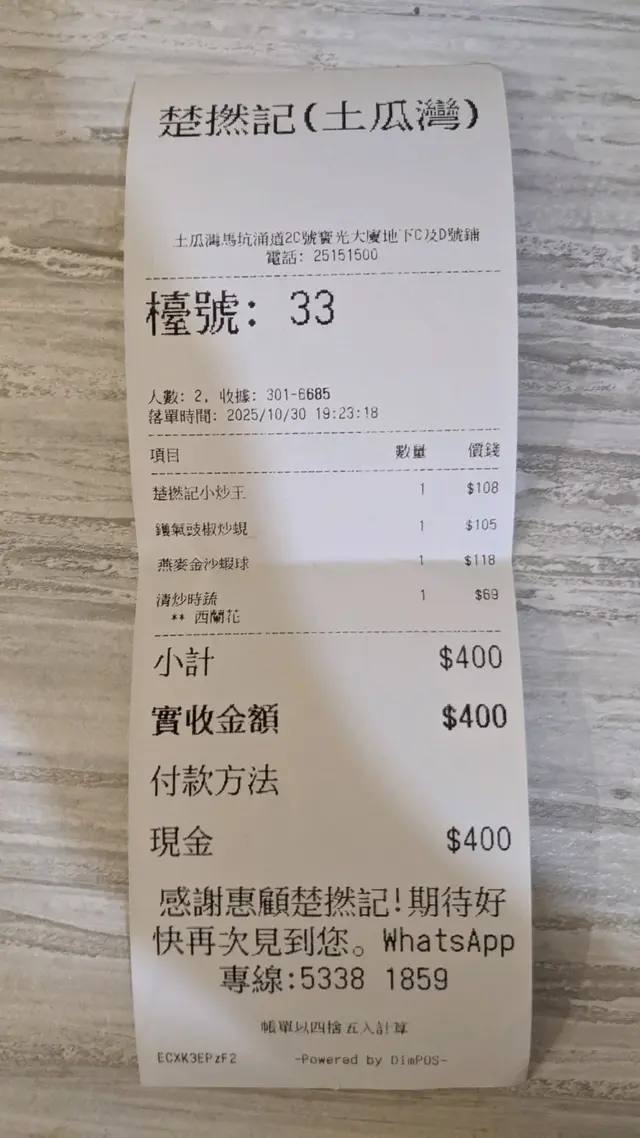 楚撚記(土瓜灣)
土瓜灣馬坑涌道2C號寶光大廈地下C及D號鋪
電話: 25151500
檯號: 33
人數: 2, 收據: 301-6685
落單時間: 2025/10/30 19:23:18
項目 數量 價錢
楚撚記小炒王 1 $108
鑊氣豉椒炒蜆 1 $105
燕麥金沙蝦球 1 $118
清炒時蔬 1 $69
** 西蘭花
小計 $400
實收金額 $400
付款方法
現金 $400
感謝惠顧楚撚記!期待好
快再次見到您。WhatsApp
專線:5338 1859
帳單以四捨五入計算
ECXK3EPzF2 -Powered by DimPOS-